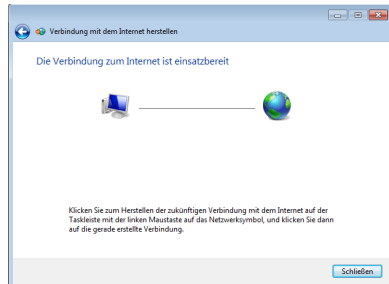 Verbindung mit dem Internet herstellen
Die Verbindung zum Internet ist einsatzbereit
Klicken Sie zum Herstellen der zukünftigen Verbindung mit dem Internet auf der
Taskleiste mit der linken Maustaste auf das Netzwerksymbol, und klicken Sie dann
auf die gerade erstellte Verbindung.
Schließen